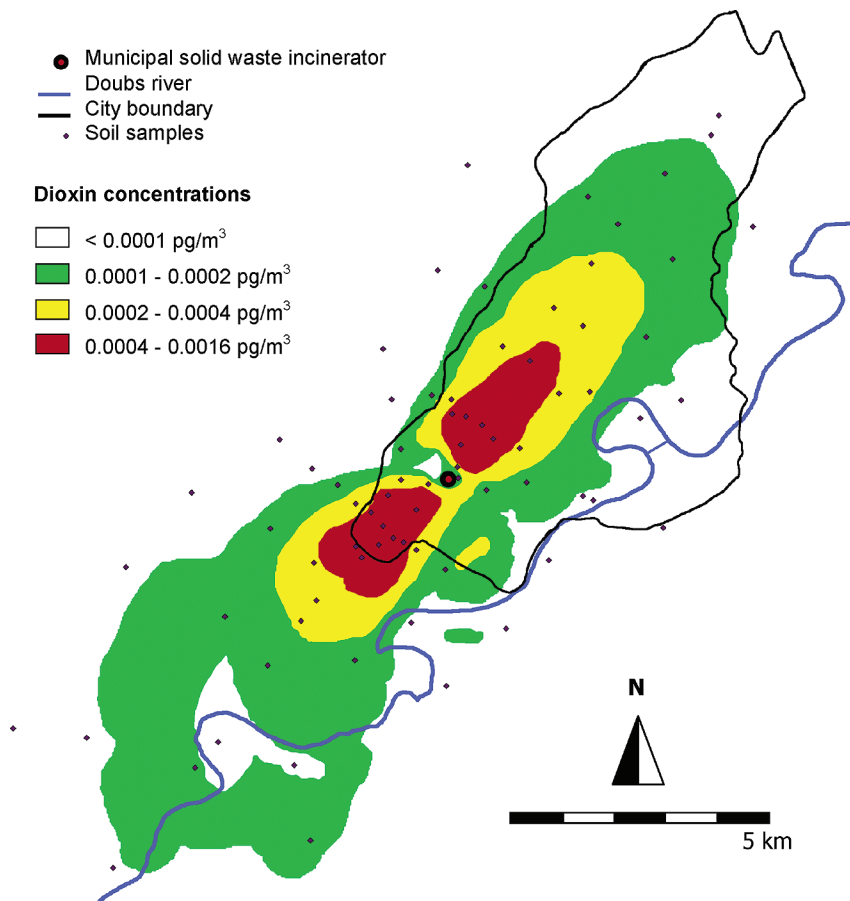 Municipal solid waste incinerator
Doubs river
City boundary
Soil samples
Dioxin concentrations
< 0.0001 pg/m³
0.0001 - 0.0002 pg/m³
0.0002 - 0.0004 pg/m³
0.0004 - 0.0016 pg/m³
N
5 km